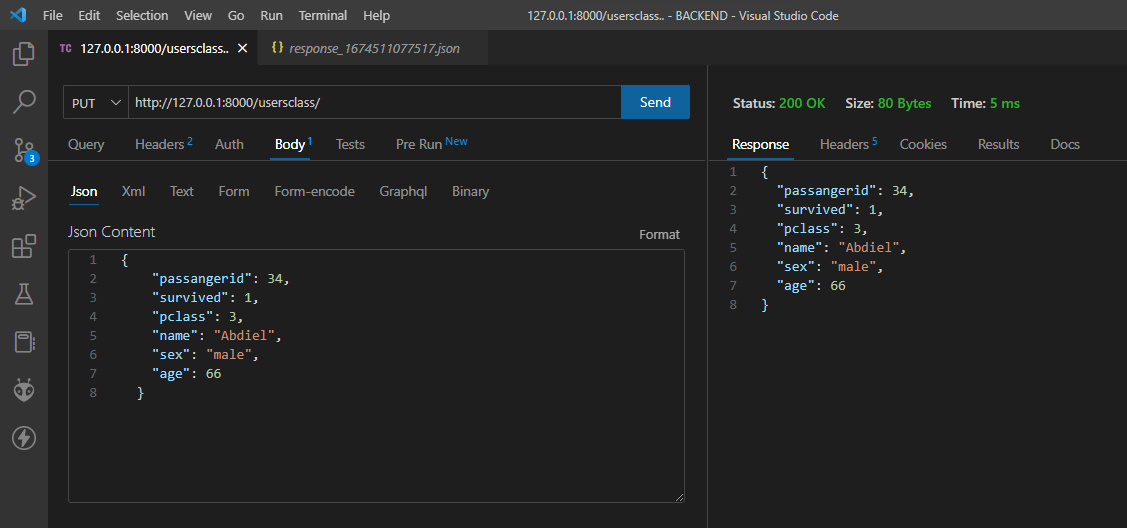 File Edit Selection View Go Run Terminal Help 127.0.0.1:8000/usersclass.. - BACKEND - Visual Studio Code
TC 127.0.0.1:8000/usersclass.. × {} response_1674511077517.json
PUT http://127.0.0.1:8000/usersclass/ Send
Query Headers 2 Auth Body 1 Tests Pre Run New
Json Xml Text Form Form-encode Graphql Binary
Json Content Format
1 {
2 "passangerid": 34,
3 "survived": 1,
4 "pclass": 3,
5 "name": "Abdiel",
6 "sex": "male",
7 "age": 66
8 }
Status: 200 OK Size: 80 Bytes Time: 5 ms
Response Headers 5 Cookies Results Docs
1 {
2 "passangerid": 34,
3 "survived": 1,
4 "pclass": 3,
5 "name": "Abdiel",
6 "sex": "male",
7 "age": 66
8 }
3